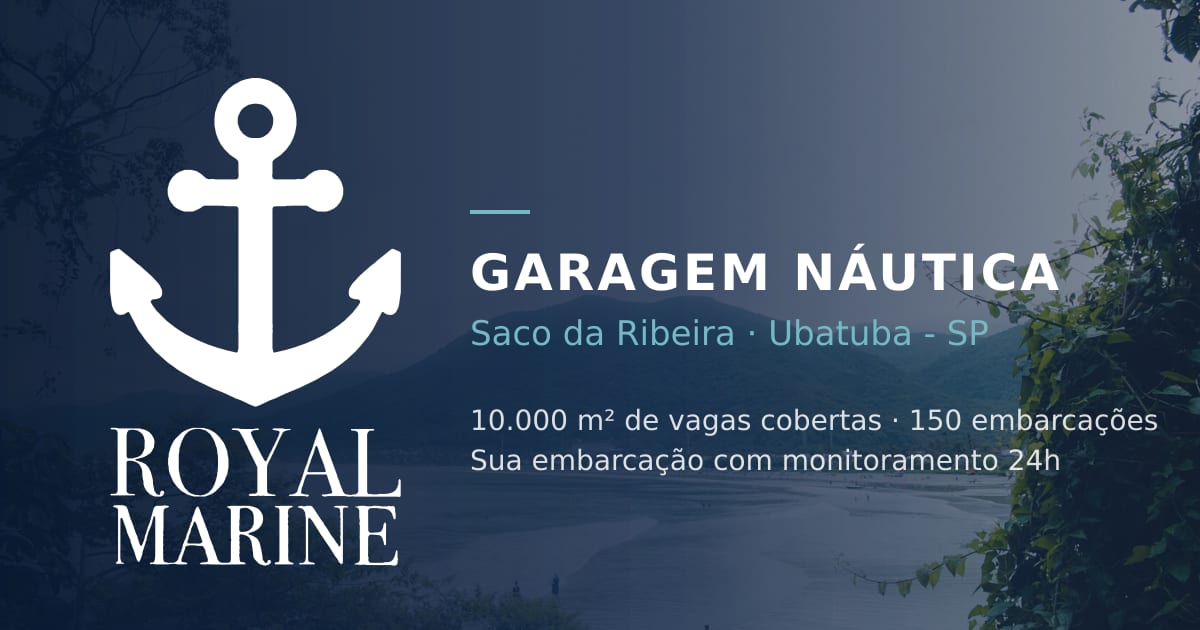 ROYAL
MARINE
GARAGEM NÁUTICA
Saco da Ribeira · Ubatuba - SP
10.000 m² de vagas cobertas · 150 embarcações
Sua embarcação com monitoramento 24h